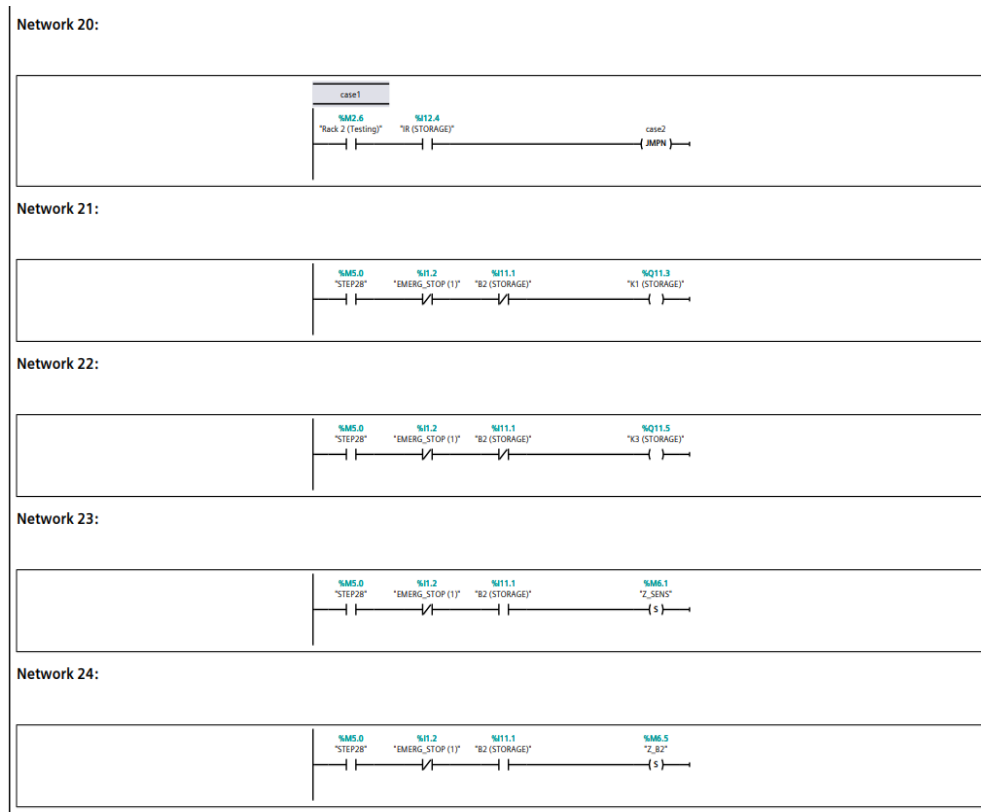 Network 20:
case1
%M2.6 %I12.4
"Rack 2 (Testing)" "IR (STORAGE)" case2
JMPN
Network 21:
%M5.0 %I1.2 %I11.1 %Q11.3
"STEP28" "EMERG_STOP (1)" "B2 (STORAGE)" "K1 (STORAGE)"
Network 22:
%M5.0 %I1.2 %I11.1 %Q11.5
"STEP28" "EMERG_STOP (1)" "B2 (STORAGE)" "K3 (STORAGE)"
Network 23:
%M5.0 %I1.2 %I11.1 %M6.1
"STEP28" "EMERG_STOP (1)" "B2 (STORAGE)" "Z_SENS"
S
Network 24:
%M5.0 %I1.2 %I11.1 %M6.5
"STEP28" "EMERG_STOP (1)" "B2 (STORAGE)" "Z_B2"
S